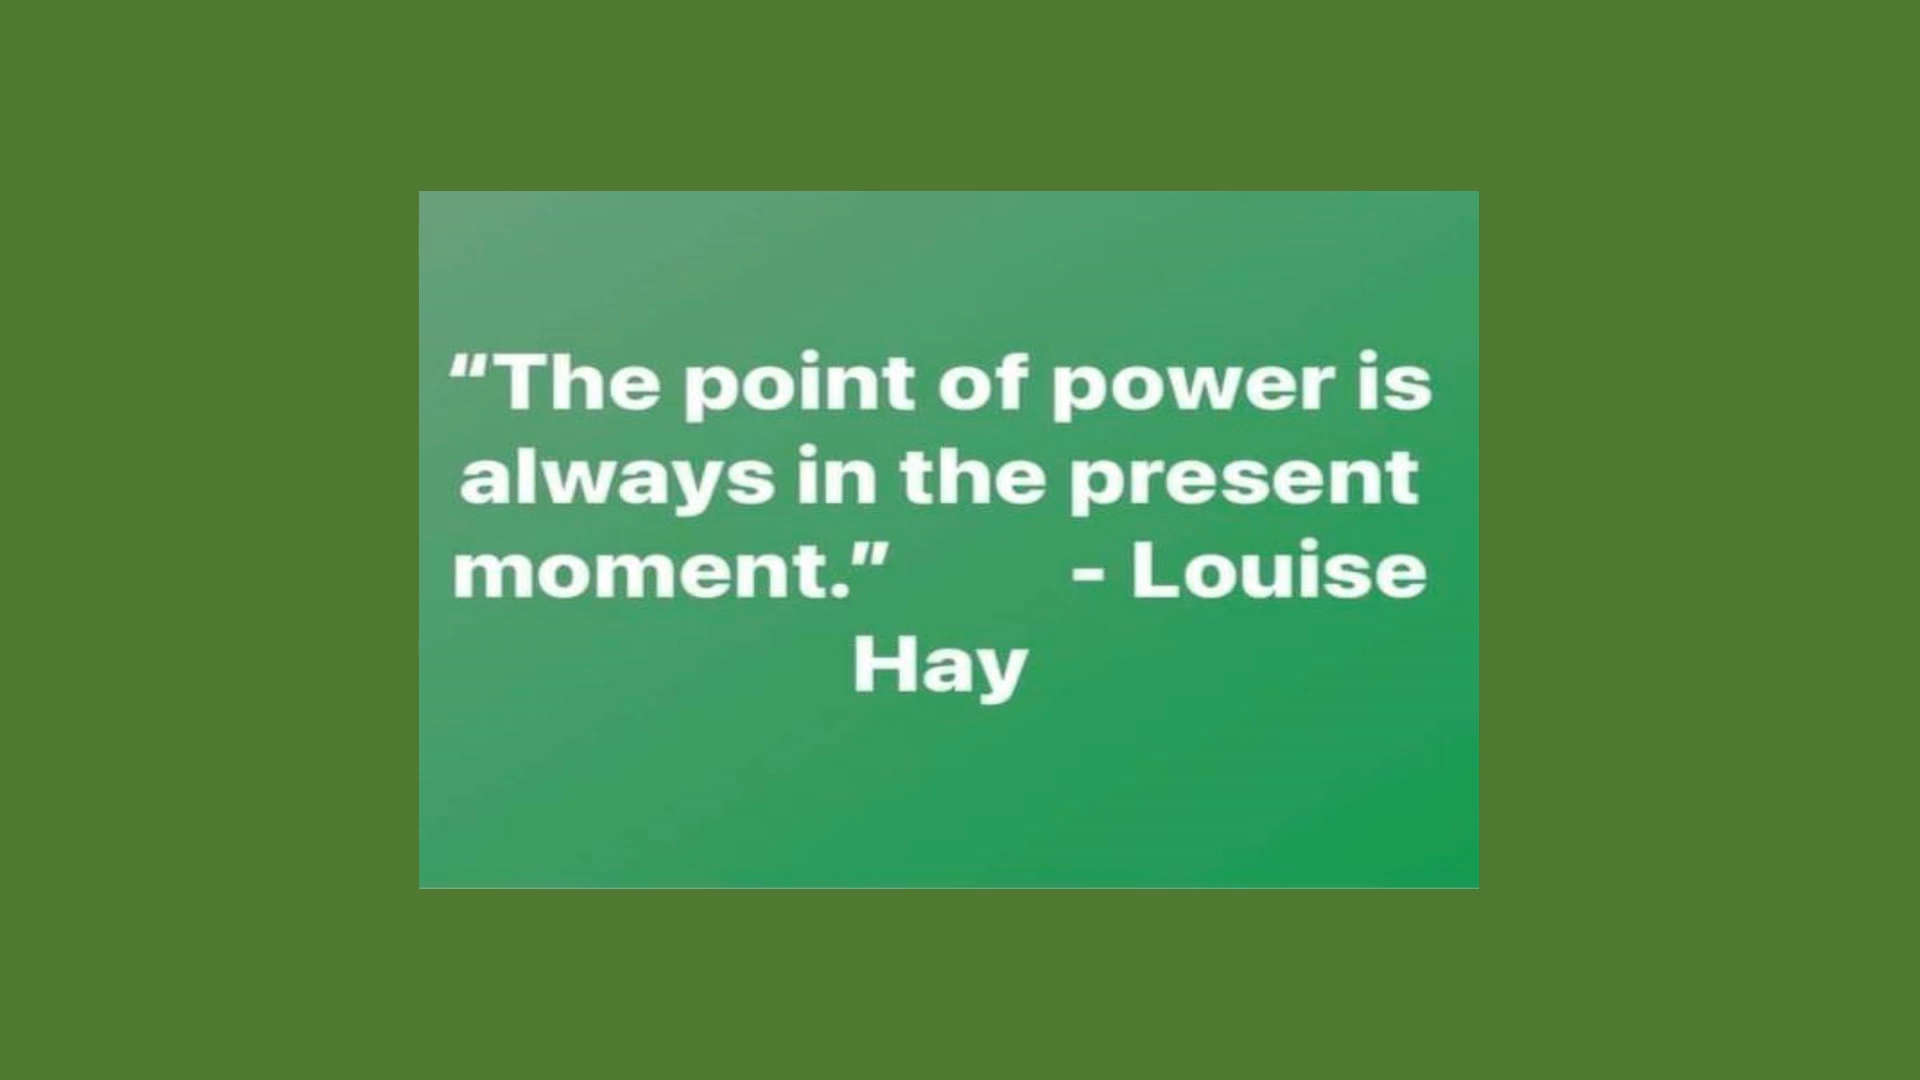 “The point of power is
always in the present
moment.” - Louise
Hay